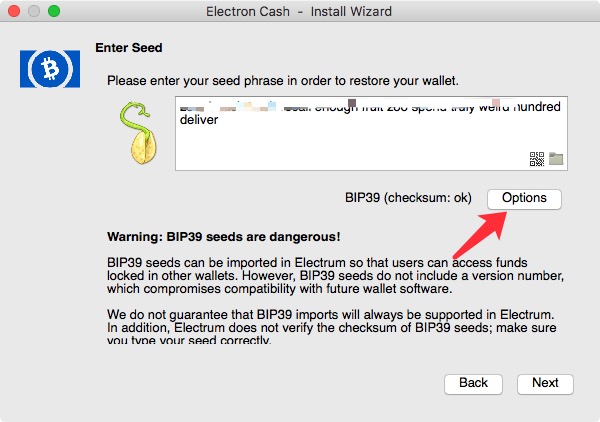 Electron Cash - Install Wizard
Enter Seed
Please enter your seed phrase in order to restore your wallet.
enough fruit zoo spend truly weird hundred
deliver
BIP39 (checksum: ok)
Options
Warning: BIP39 seeds are dangerous!
BIP39 seeds can be imported in Electrum so that users can access funds
locked in other wallets. However, BIP39 seeds do not include a version number,
which compromises compatibility with future wallet software.
We do not guarantee that BIP39 imports will always be supported in Electrum.
In addition, Electrum does not verify the checksum of BIP39 seeds; make sure
you type your seed correctly.
Back
Next